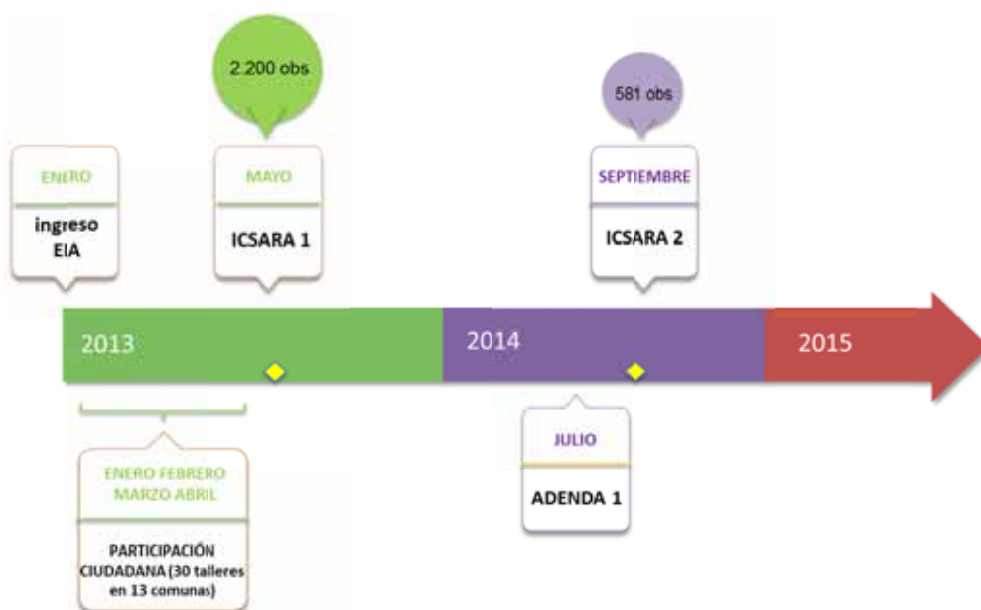 2.200 obs
581 obs
ENERO
ingreso
EIA
MAYO
ICSARA 1
SEPTIEMBRE
ICSARA 2
2013
2014
2015
ENERO FEBRERO
MARZO ABRIL
PARTICIPACIÓN
CIUDADANA (30 talleres
en 13 comunas)
JULIO
ADENDA 1